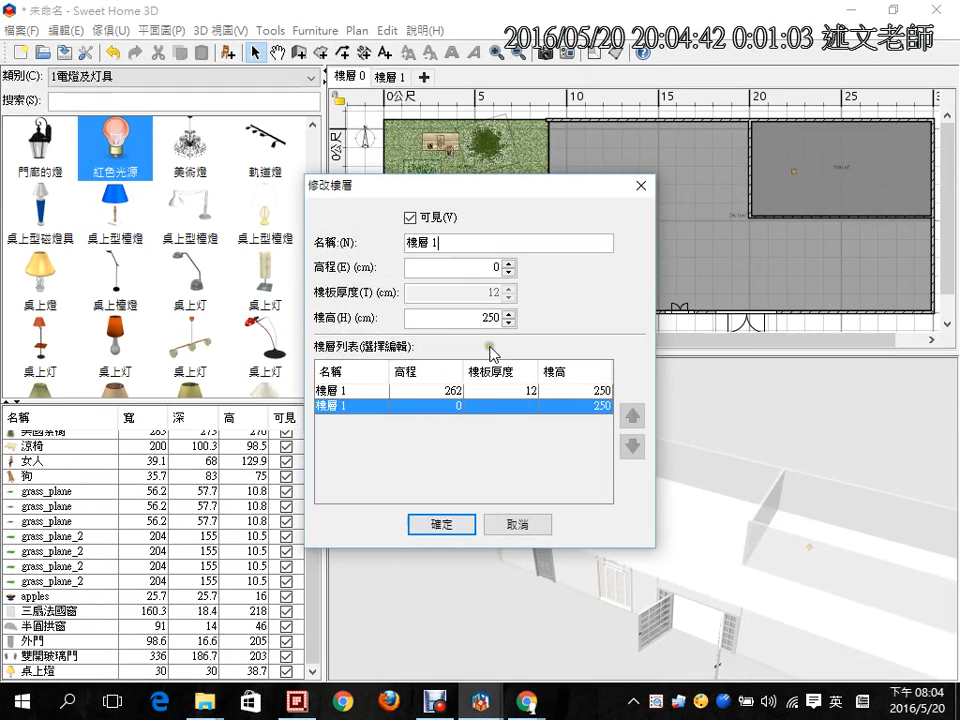 * 未命名 - Sweet Home 3D
檔案(F) 編輯(E) 傢俱(U) 平面圖(P) 3D 視圖(V) Tools Furniture Plan Edit 說明(H)
2016/05/20 20:04:42 0:01:03 述文老師
類別(C): 1電燈及灯具
搜索(S):
門廊的燈 紅色光源 美術燈 軌道燈
桌上型磁燈具 桌上型檯燈 桌上型檯燈 桌上型檯燈
桌上燈 桌上檯燈 桌上灯 桌上灯
桌上灯 桌上灯 桌上灯 桌上灯
樓層 0 樓層 1
0公尺 5 10 15 20 25
0公尺
修改樓層
可見(V)
名稱:(N): 樓層 1
高程(E) (cm): 0
樓板厚度(T) (cm): 12
樓高(H) (cm): 250
樓層列表(選擇編輯):
名稱 高程 樓板厚度 樓高
樓層 1 262 12 250
樓層 1 0 250
確定 取消
名稱 寬 深 高 可見
涼椅 200 100.3 98.5
女人 39.1 68 129.9
狗 35.7 83 75
grass_plane 56.2 57.7 10.8
grass_plane 56.2 57.7 10.8
grass_plane 56.2 57.7 10.8
grass_plane_2 204 155 10.5
grass_plane_2 204 155 10.5
grass_plane_2 204 155 10.5
grass_plane_2 204 155 10.5
apples 25.7 25.7 16
三扇法國窗 160.3 18.4 218
半圓拱窗 91 14 46
外門 98.6 16.6 205
雙開玻璃門 336 186.7 203
桌上燈 30 30 38.7
英
下午 08:04
2016/5/20